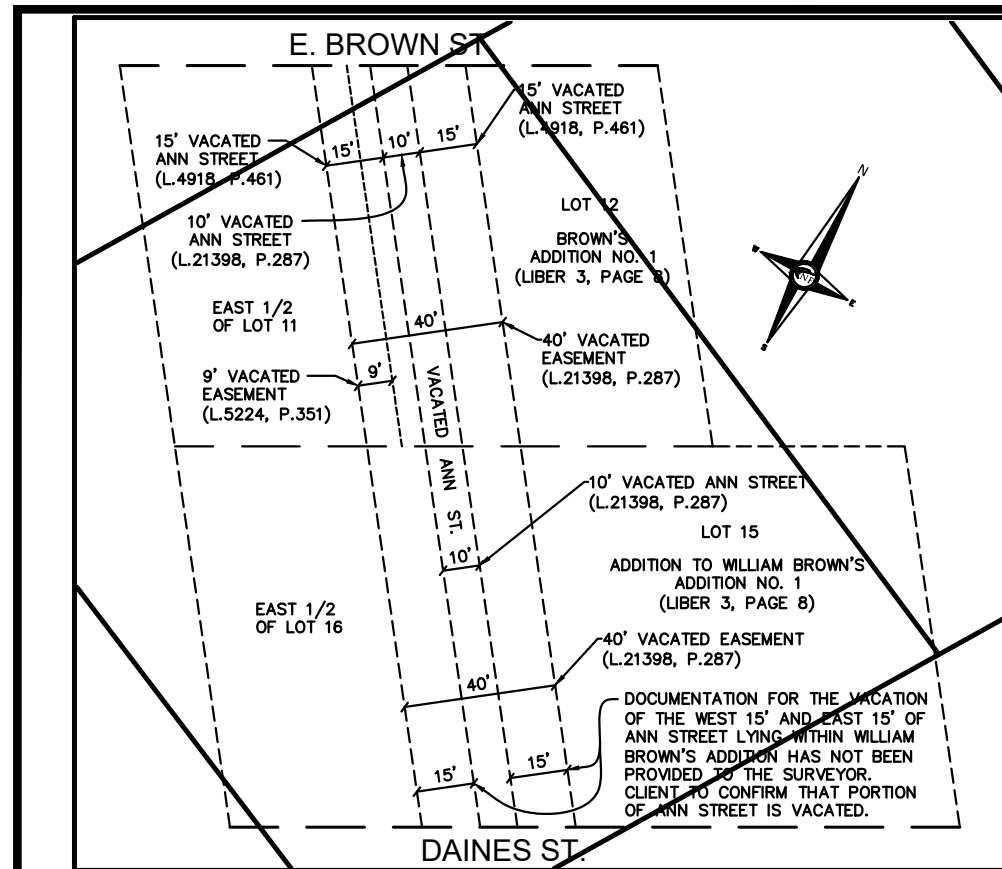 E. BROWN ST
15' VACATED
ANN STREET
(L.4918, P.461)
15' VACATED
ANN STREET
(L.4918, P.461)
15'
10'
15'
10' VACATED
ANN STREET
(L.21398, P.287)
LOT 12
BROWN'S
ADDITION NO. 1
(LIBER 3, PAGE 8)
N
W
E
S
EAST 1/2
OF LOT 11
40'
40' VACATED
EASEMENT
(L.21398, P.287)
9' VACATED
EASEMENT
(L.5224, P.351)
9'
VACATED ANN ST.
10' VACATED ANN STREET
(L.21398, P.287)
LOT 15
10'
ADDITION TO WILLIAM BROWN'S
ADDITION NO. 1
(LIBER 3, PAGE 8)
EAST 1/2
OF LOT 16
40' VACATED EASEMENT
(L.21398, P.287)
40'
DOCUMENTATION FOR THE VACATION
OF THE WEST 15' AND EAST 15' OF
ANN STREET LYING WITHIN WILLIAM
BROWN'S ADDITION HAS NOT BEEN
PROVIDED TO THE SURVEYOR.
CLIENT TO CONFIRM THAT PORTION
OF ANN STREET IS VACATED.
15'
15'
DAINES ST.